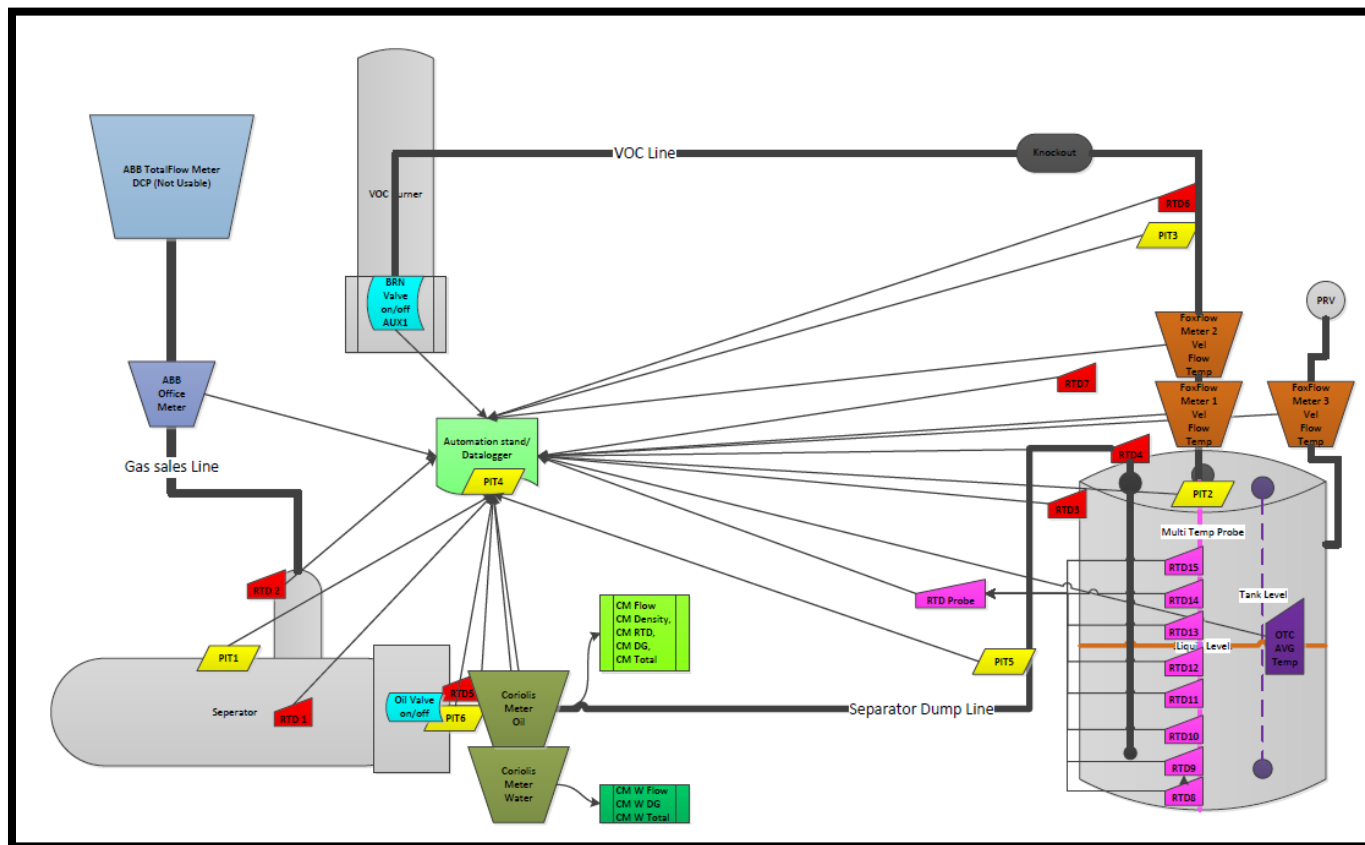 ABB TotalFlow Meter
DCP (Not Usable)
VOC Line
Knockout
VOC Burner
RTD6
PIT3
BRN
Valve
on/off
AUX1
PRV
FoxFlow
Meter 2
Vel
Flow
Temp
ABB
Office
Meter
RTD7
FoxFlow
Meter 1
Vel
Flow
Temp
FoxFlow
Meter 3
Vel
Flow
Temp
Automation stand/
Datalogger
PIT4
Gas sales Line
RTD4
PIT2
RTD3
Multi Temp Probe
RTD15
RTD 2
RTD Probe
RTD14
Tank Level
CM Flow
CM Density,
CM RTD,
CM DG,
CM Total
RTD13
OTC
AVG
Temp
Liquid Level
PIT1
PIT5
RTD12
RTD5
Oil Valve
on/off
PIT6
Coriolis
Meter
Oil
RTD11
Seperator
RTD 1
Separator Dump Line
RTD10
RTD9
Coriolis
Meter
Water
CM W Flow
CM W DG
CM W Total
RTD8